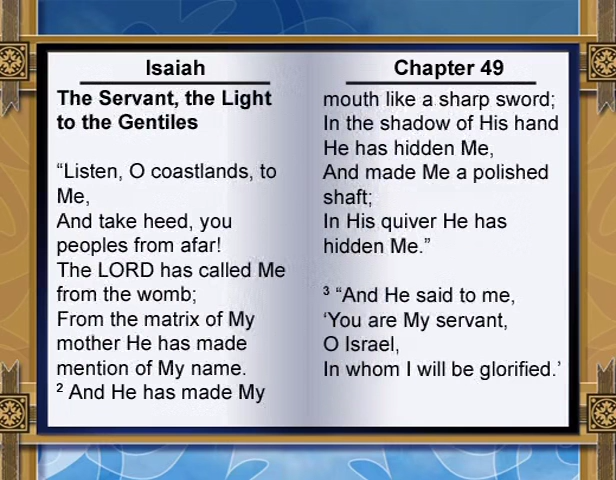 Isaiah
The Servant, the Light
to the Gentiles
“Listen, O coastlands, to
Me,
And take heed, you
peoples from afar!
The LORD has called Me
from the womb;
From the matrix of My
mother He has made
mention of My name.
² And He has made My
Chapter 49
mouth like a sharp sword;
In the shadow of His hand
He has hidden Me,
And made Me a polished
shaft;
In His quiver He has
hidden Me.”
³ “And He said to me,
‘You are My servant,
O Israel,
In whom I will be glorified.’